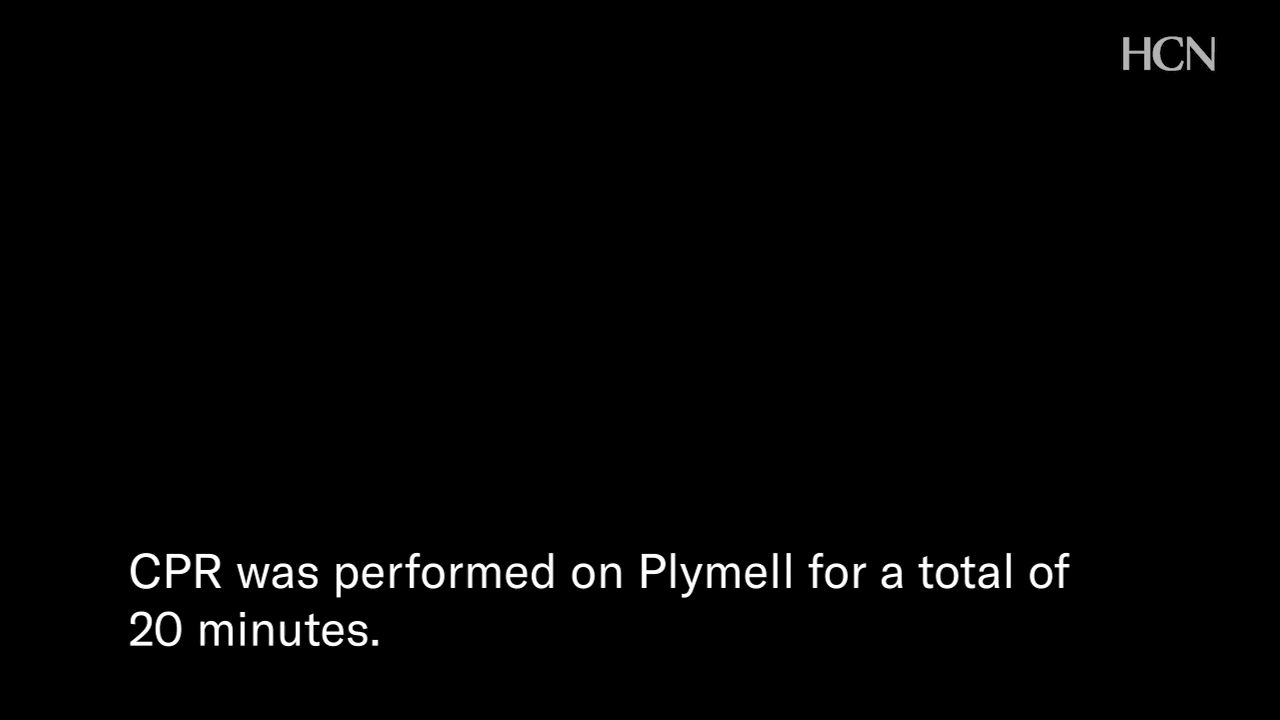 HCN
CPR was performed on Plymell for a total of
20 minutes.